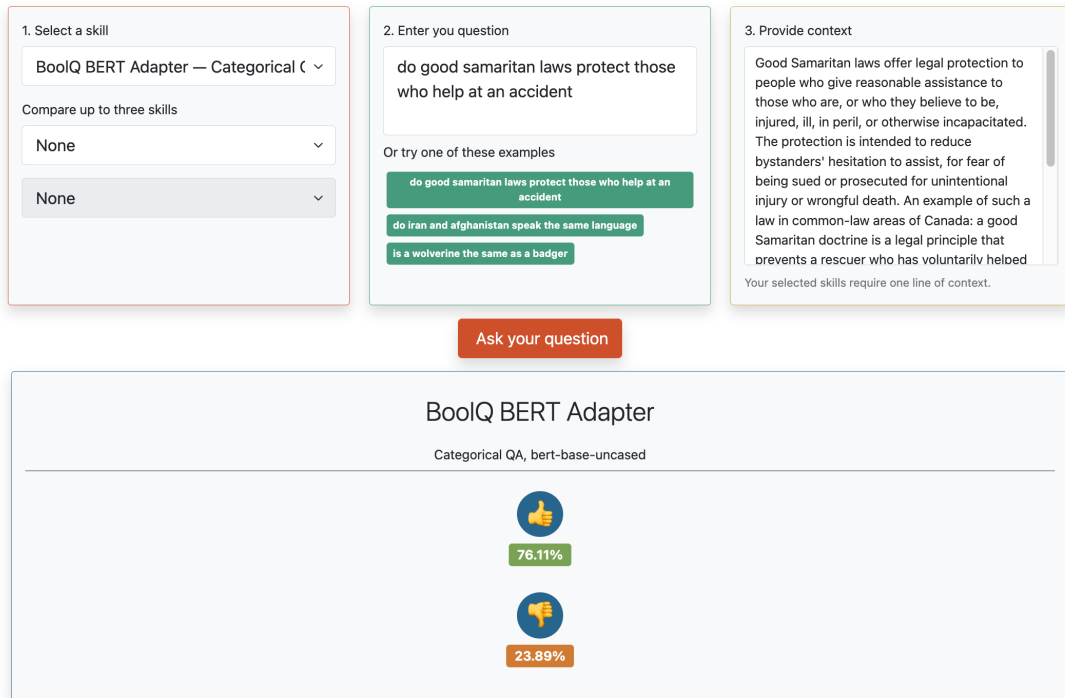 1. Select a skill
BoolQ BERT Adapter — Categorical (
Compare up to three skills
None
None
2. Enter you question
do good samaritan laws protect those
who help at an accident
Or try one of these examples
do good samaritan laws protect those who help at an
accident
do iran and afghanistan speak the same language
is a wolverine the same as a badger
3. Provide context
Good Samaritan laws offer legal protection to
people who give reasonable assistance to
those who are, or who they believe to be,
injured, ill, in peril, or otherwise incapacitated.
The protection is intended to reduce
bystanders' hesitation to assist, for fear of
being sued or prosecuted for unintentional
injury or wrongful death. An example of such a
law in common-law areas of Canada: a good
Samaritan doctrine is a legal principle that
prevents a rescuer who has voluntarily helped
Your selected skills require one line of context.
Ask your question
BoolQ BERT Adapter
Categorical QA, bert-base-uncased
76.11%
23.89%